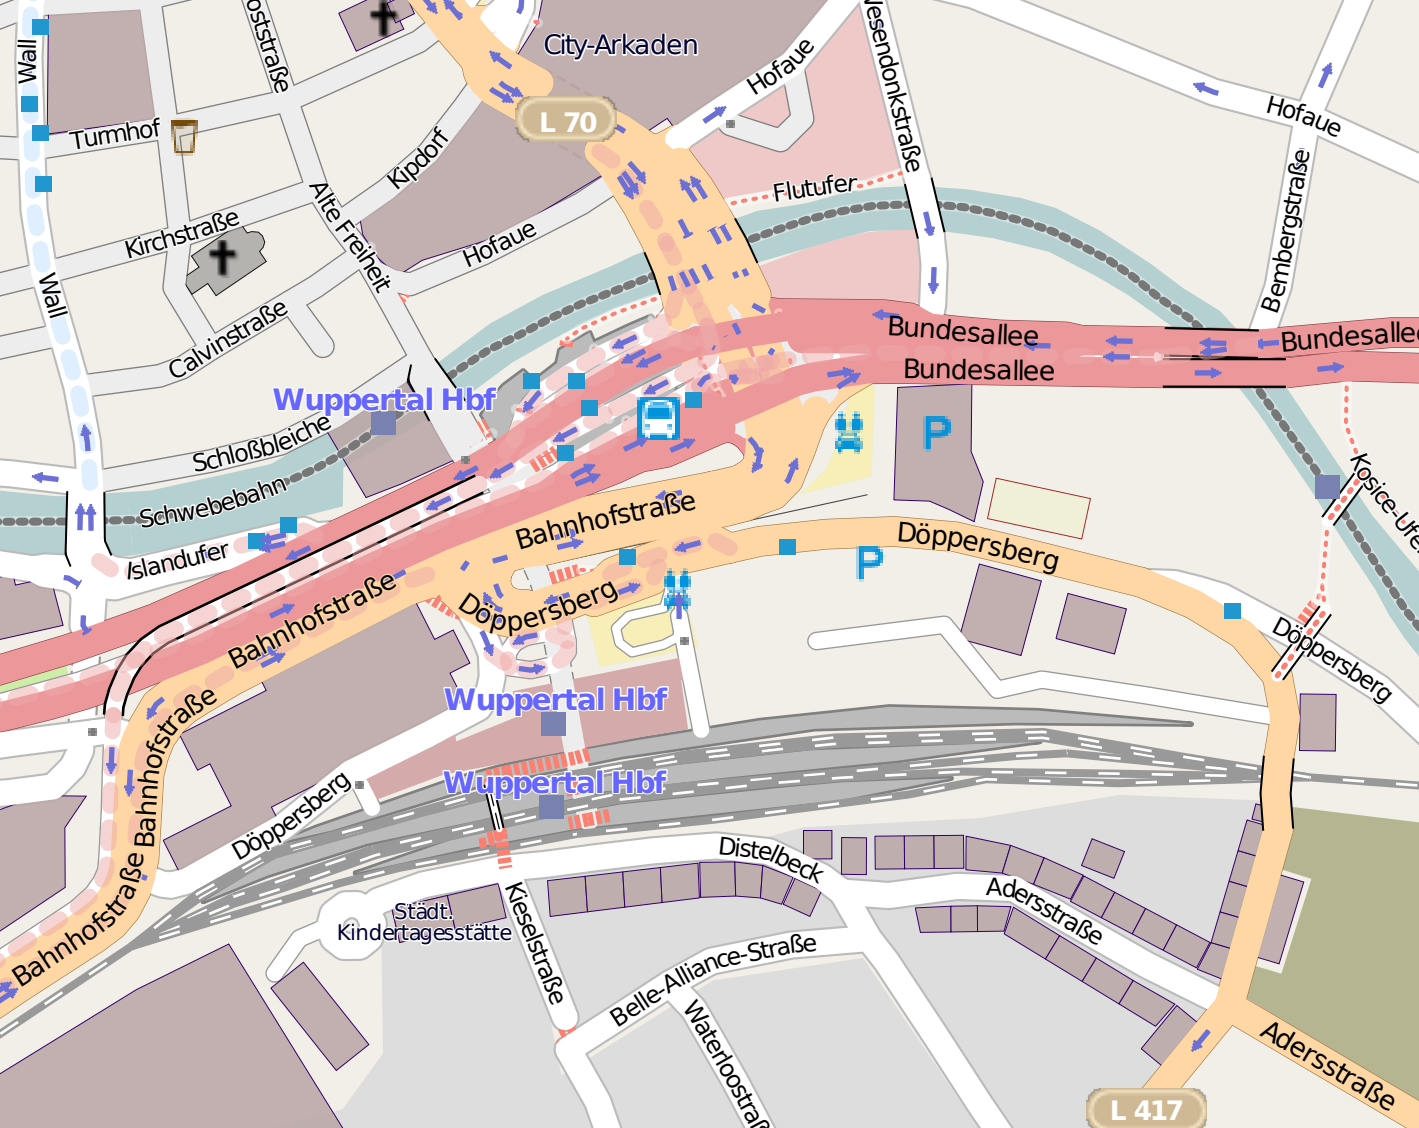 Wall
oststraße
City-Arkaden
Hofaue
Wesendonkstraße
Hofaue
L 70
Turmhof
Kipdorf
Flutufer
Bembergstraße
Kirchstraße
Alte Freiheit
Hofaue
Wall
Calvinstraße
Bundesallee
Bundesallee
Bundesallee
Wuppertal Hbf
P
Schloßbleiche
Schwebebahn
Kosice-Ufer
Islandufer
Bahnhofstraße
Döppersberg
P
Bahnhofstraße
Döppersberg
Döppersberg
Wuppertal Hbf
Bahnhofstraße
Wuppertal Hbf
Döppersberg
Bahnhofstraße
Distelbeck
Adersstraße
Städt.
Kindertagesstätte
Kieselstraße
Belle-Alliance-Straße
Waterloostraß
Adersstraße
L 417